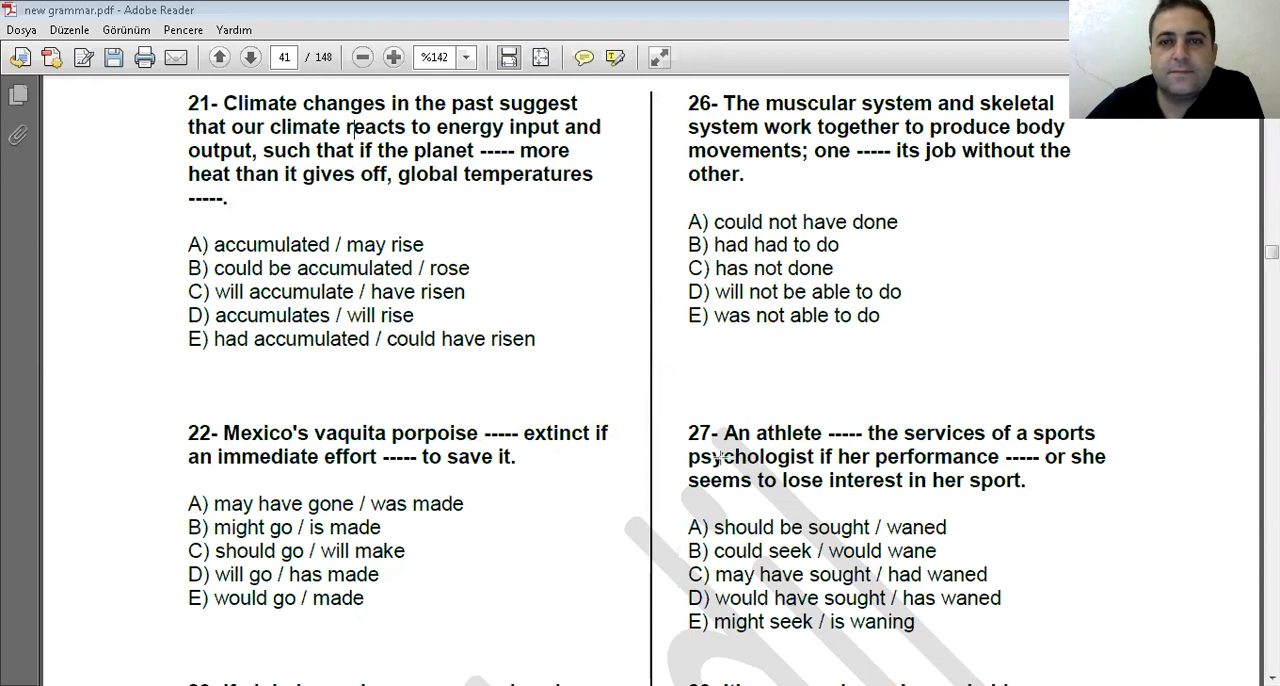 new grammar.pdf - Adobe Reader
Dosya Düzenle Görünüm Pencere Yardım
41 / 148 %142
21- Climate changes in the past suggest
that our climate reacts to energy input and
output, such that if the planet ----- more
heat than it gives off, global temperatures
-----.
A) accumulated / may rise
B) could be accumulated / rose
C) will accumulate / have risen
D) accumulates / will rise
E) had accumulated / could have risen
22- Mexico's vaquita porpoise ----- extinct if
an immediate effort ----- to save it.
A) may have gone / was made
B) might go / is made
C) should go / will make
D) will go / has made
E) would go / made
26- The muscular system and skeletal
system work together to produce body
movements; one ----- its job without the
other.
A) could not have done
B) had had to do
C) has not done
D) will not be able to do
E) was not able to do
27- An athlete ----- the services of a sports
psychologist if her performance ----- or she
seems to lose interest in her sport.
A) should be sought / waned
B) could seek / would wane
C) may have sought / had waned
D) would have sought / has waned
E) might seek / is waning